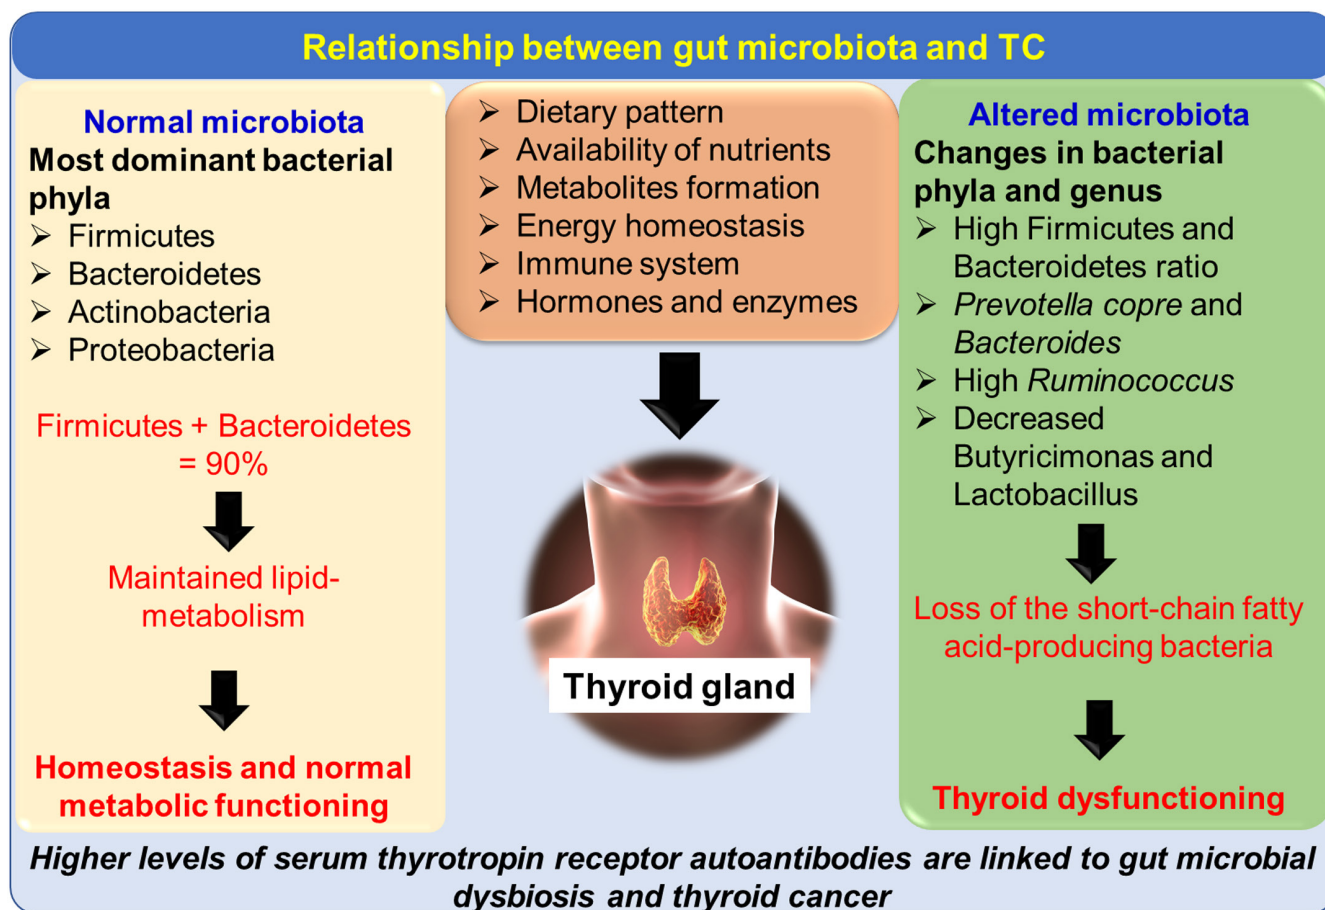 Relationship between gut microbiota and TC
Normal microbiota
Most dominant bacterial
phyla
➢ Firmicutes
➢ Bacteroidetes
➢ Actinobacteria
➢ Proteobacteria
Firmicutes + Bacteroidetes
= 90%
Maintained lipid-
metabolism
Homeostasis and normal
metabolic functioning
➢ Dietary pattern
➢ Availability of nutrients
➢ Metabolites formation
➢ Energy homeostasis
➢ Immune system
➢ Hormones and enzymes
Thyroid gland
Altered microbiota
Changes in bacterial
phyla and genus
➢ High Firmicutes and
Bacteroidetes ratio
➢ Prevotella copre and
Bacteroides
➢ High Ruminococcus
➢ Decreased
Butyricimonas and
Lactobacillus
Loss of the short-chain fatty
acid-producing bacteria
Thyroid dysfunctioning
Higher levels of serum thyrotropin receptor autoantibodies are linked to gut microbial
dysbiosis and thyroid cancer